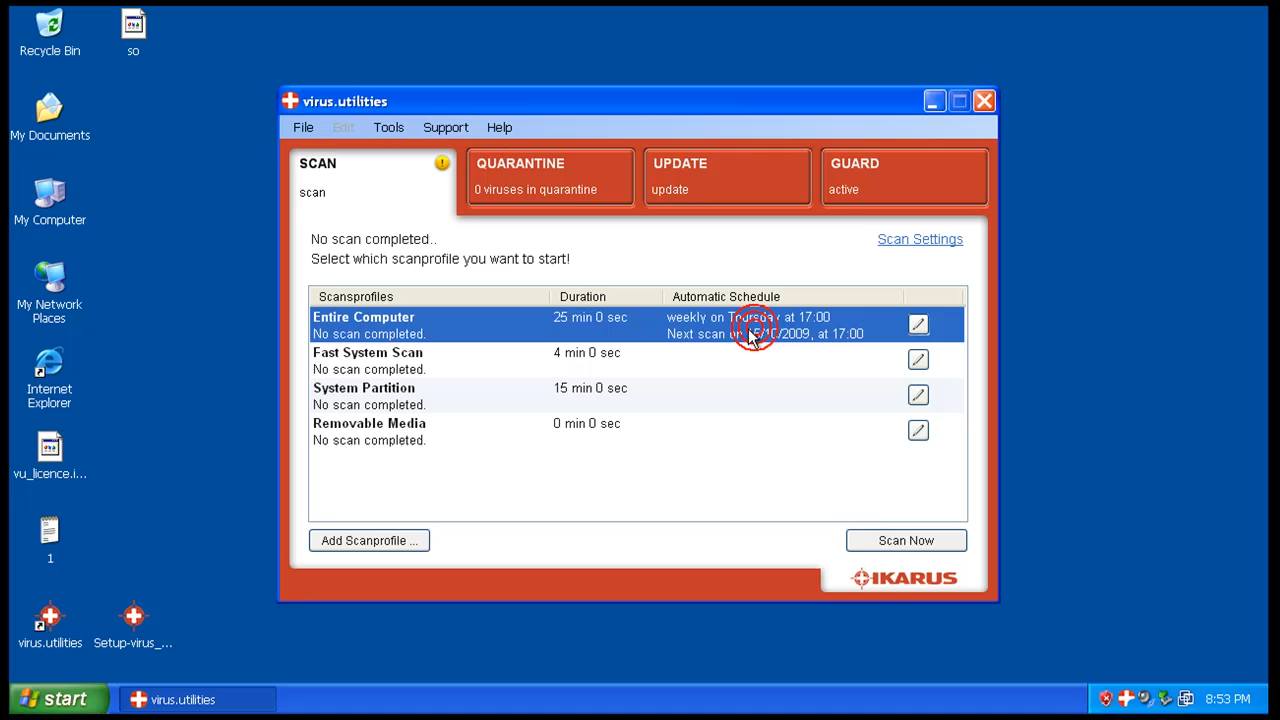 Recycle Bin
so
My Documents
My Computer
My Network
Places
Internet
Explorer
vu_licence.i...
1
virus.utilities
Setup-virus_...
virus.utilities
File Edit Tools Support Help
SCAN
scan
QUARANTINE
0 viruses in quarantine
UPDATE
update
GUARD
active
No scan completed..
Scan Settings
Select which scanprofile you want to start!
Scansprofiles Duration Automatic Schedule
Entire Computer 25 min 0 sec weekly on Thursday at 17:00
No scan completed. Next scan on at 17:00
Fast System Scan 4 min 0 sec
No scan completed.
System Partition 15 min 0 sec
No scan completed.
Removable Media 0 min 0 sec
No scan completed.
Add Scanprofile ...
Scan Now
IKARUS
start
virus.utilities
8:53 PM